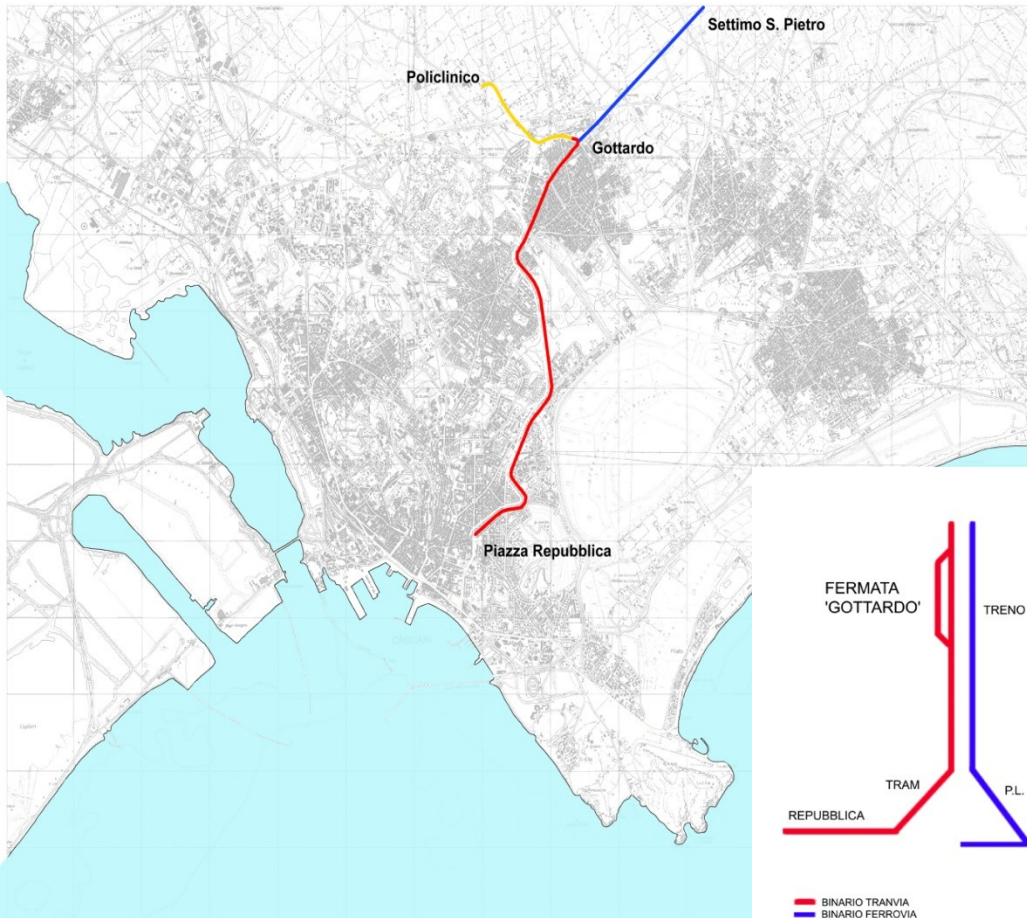 Settimo S. Pietro
Policlinico
Gottardo
Piazza Repubblica
FERMATA
'GOTTARDO'
TRENO
TRAM
P.L.
REPUBBLICA
BINARIO TRANVIA
BINARIO FERROVIA